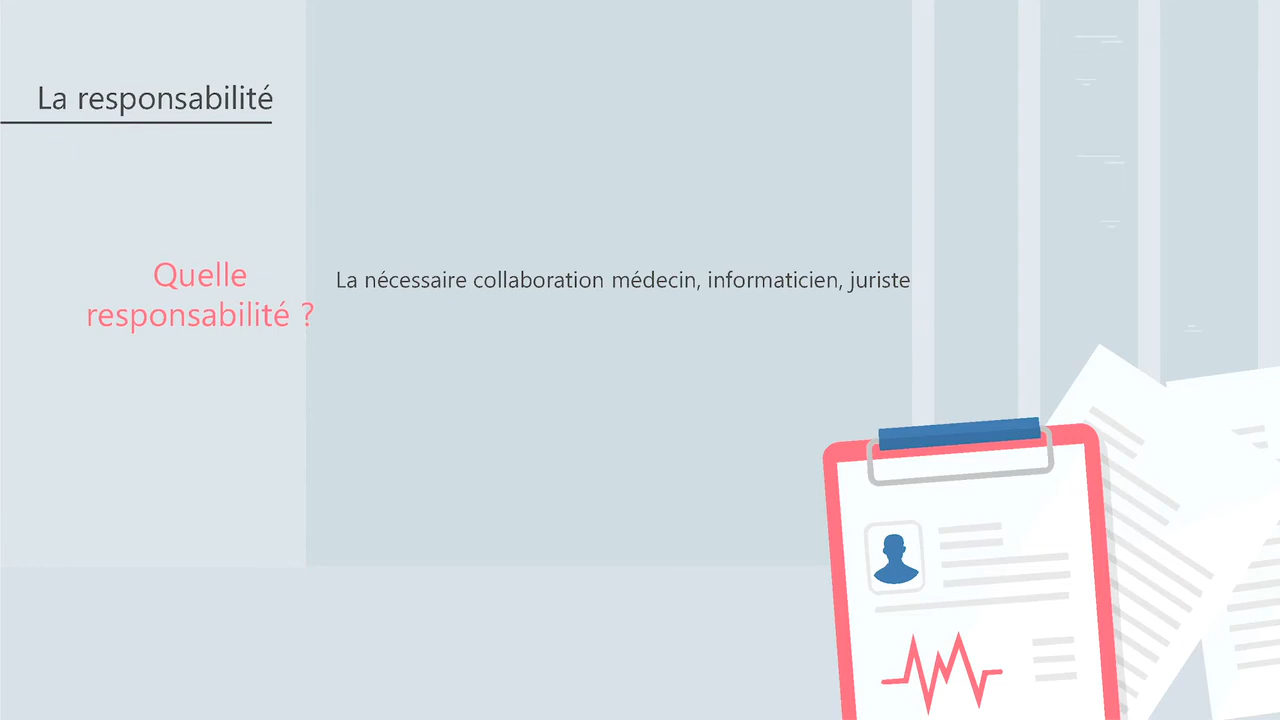 La responsabilité
Quelle
responsabilité ?
La nécessaire collaboration médecin, informaticien, juriste